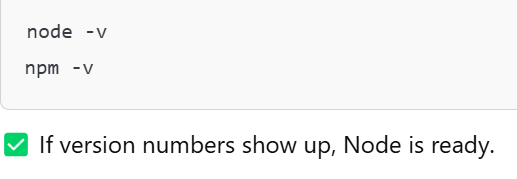 node -v
npm -v
✅ If version numbers show up, Node is ready.